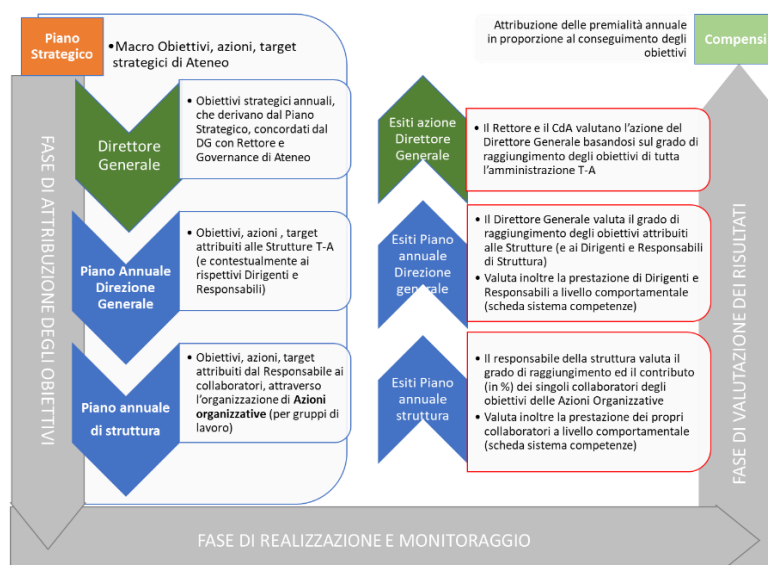 Piano
Strategico
• Macro Obiettivi, azioni, target
strategici di Ateneo
Direttore
Generale
• Obiettivi strategici annuali,
che derivano dal Piano
Strategico, concordati dal
DG con Rettore e
Governance di Ateneo
Piano Annuale
Direzione
Generale
• Obiettivi, azioni , target
attribuiti alle Strutture T-A
(e contestualmente ai
rispettivi Dirigenti e
Responsabili)
Piano annuale
di struttura
• Obiettivi, azioni, target
attribuiti dal Responsabile ai
collaboratori, attraverso
l'organizzazione di Azioni
organizzative (per gruppi di
lavoro)
FASE DI ATTRIBUZIONE DEGLI OBIETTIVI
Attribuzione delle premialità annuale
in proporzione al conseguimento degli
obiettivi
Compensi
Esiti azione
Direttore
Generale
• Il Rettore e il CdA valutano l'azione del
Direttore Generale basandosi sul grado di
raggiungimento degli obiettivi di tutta
l'amministrazione T-A
Esiti Piano
annuale
Direzione
generale
• Il Direttore Generale valuta il grado di
raggiungimento degli obiettivi attribuiti
alle Strutture (e ai Dirigenti e Responsabili
di Struttura)
• Valuta inoltre la prestazione di Dirigenti e
Responsabili a livello comportamentale
(scheda sistema competenze)
Esiti Piano
annuale
struttura
• Il responsabile della struttura valuta il
grado di raggiungimento ed il contributo
(in %) dei singoli collaboratori degli
obiettivi delle Azioni Organizzative
• Valuta inoltre la prestazione dei propri
collaboratori a livello comportamentale
(scheda sistema competenze)
FASE DI VALUTAZIONE DEI RISULTATI
FASE DI REALIZZAZIONE E MONITORAGGIO